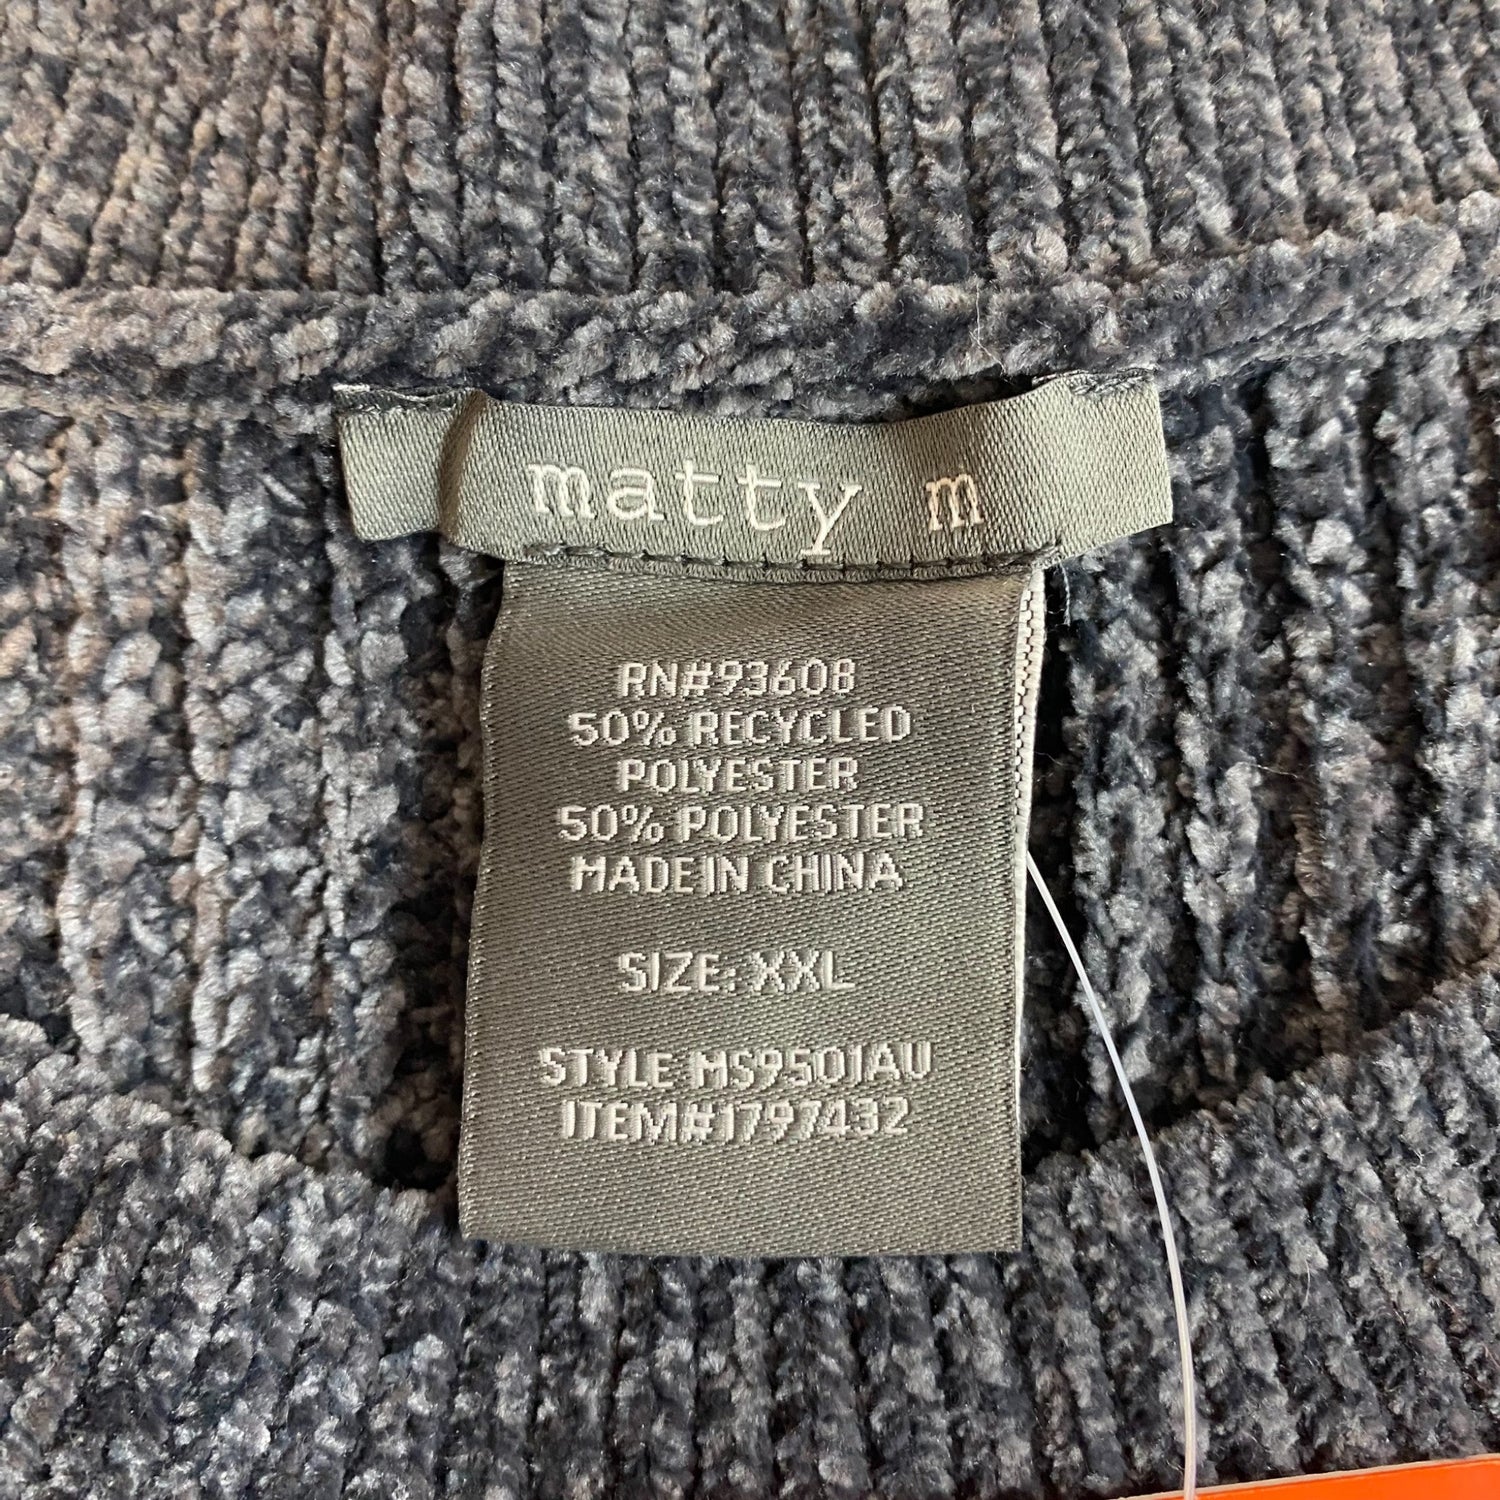 matty m
RN#93608
50% RECYCLED
POLYESTER
50% POLYESTER
MADE IN CHINA
SIZE: XXL
STYLE MS9501AU
ITEM#1797432